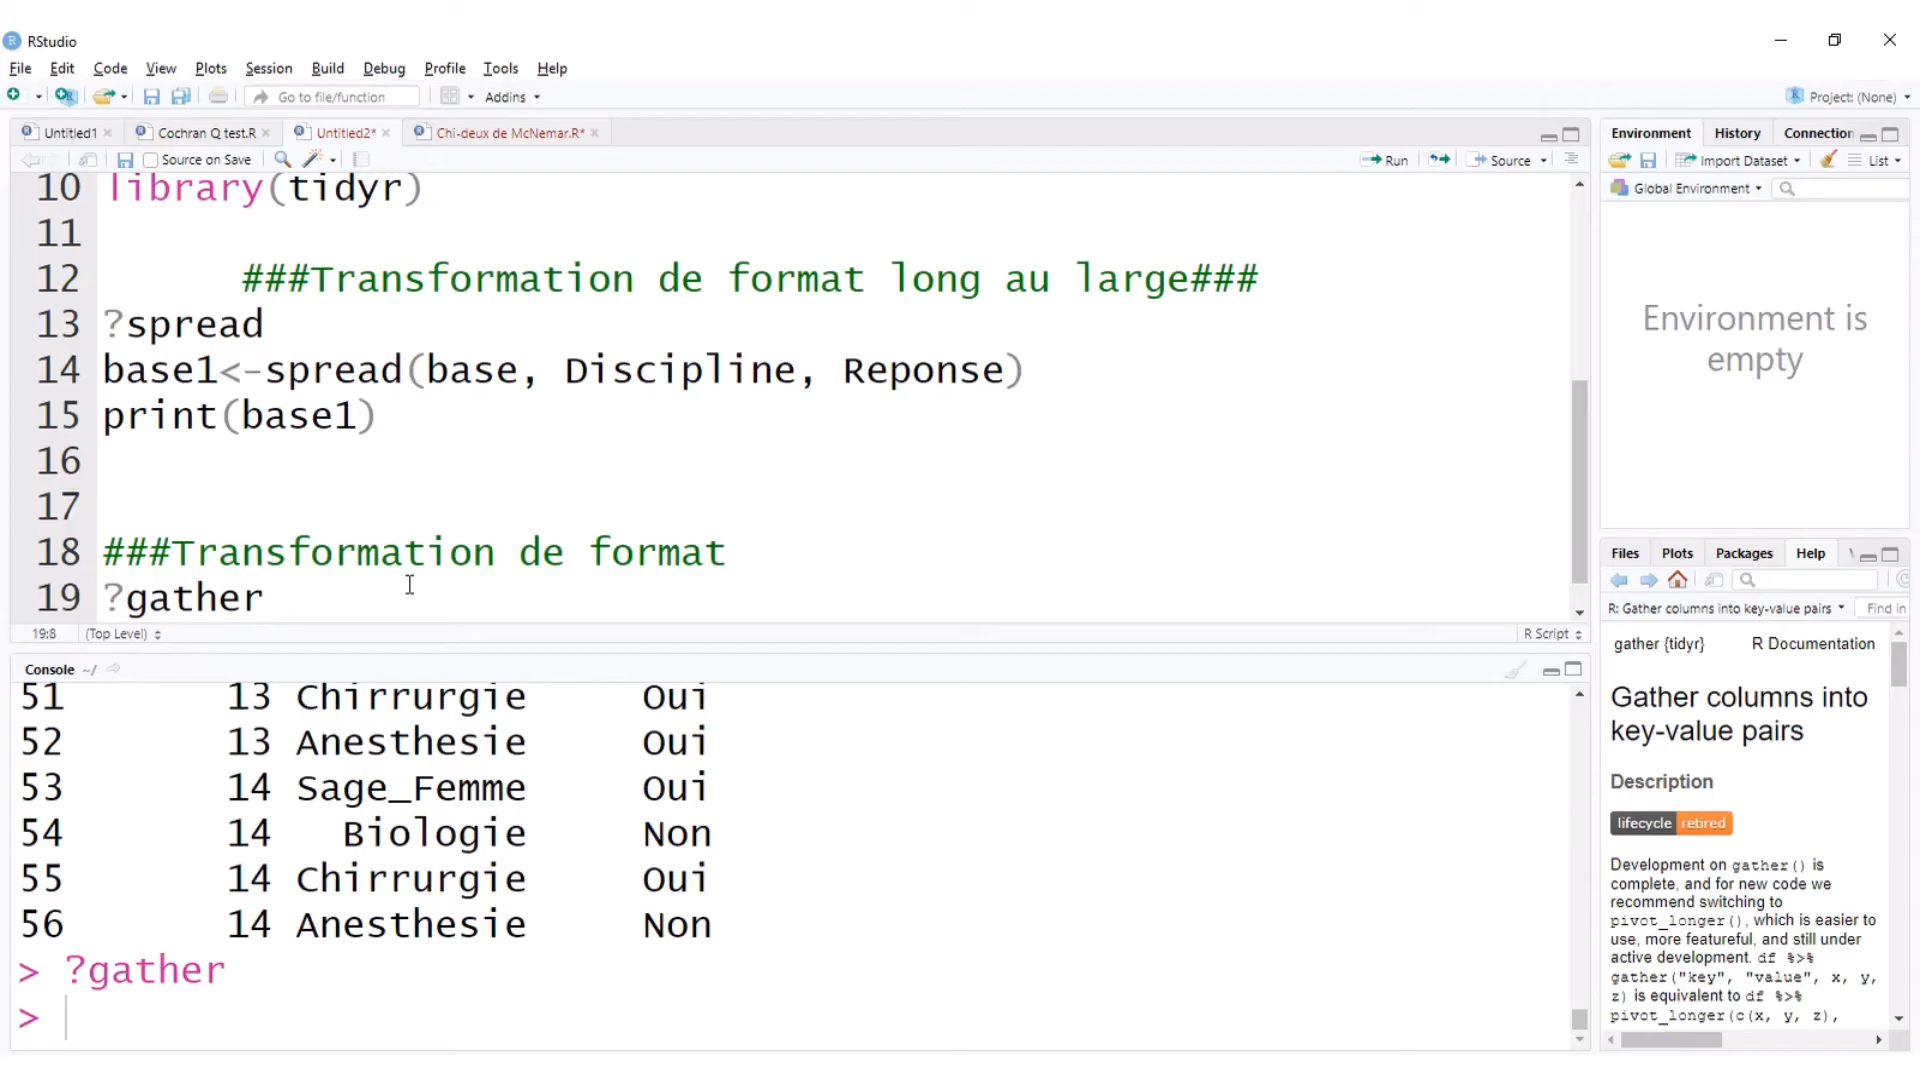 RStudio
File Edit Code View Plots Session Build Debug Profile Tools Help
Go to file/function Addins Project: (None)
Untitled1 Cochran Q test.R Untitled2* Chi-deux de McNemar.R*
Source on Save Run Source
10 library(tidyr)
11
12 ###Transformation de format long au large###
13 ?spread
14 base1<-spread(base, Discipline, Reponse)
15 print(base1)
16
17
18 ###Transformation de format
19 ?gather
19:8 (Top Level) R Script
Console ~/
51 13 Chirrurgie Oui
52 13 Anesthesie Oui
53 14 Sage_Femme Oui
54 14 Biologie Non
55 14 Chirrurgie Oui
56 14 Anesthesie Non
> ?gather
>
Environment History Connection
Import Dataset List
Global Environment
Environment is
empty
Files Plots Packages Help
R: Gather columns into key-value pairs Find in
gather {tidyr} R Documentation
Gather columns into
key-value pairs
Description
lifecycle retired
Development on gather() is
complete, and for new code we
recommend switching to
pivot_longer(), which is easier to
use, more featureful, and still under
active development. df %>%
gather("key", "value", x, y,
z) is equivalent to df %>%
pivot_longer(c(x, y, z),